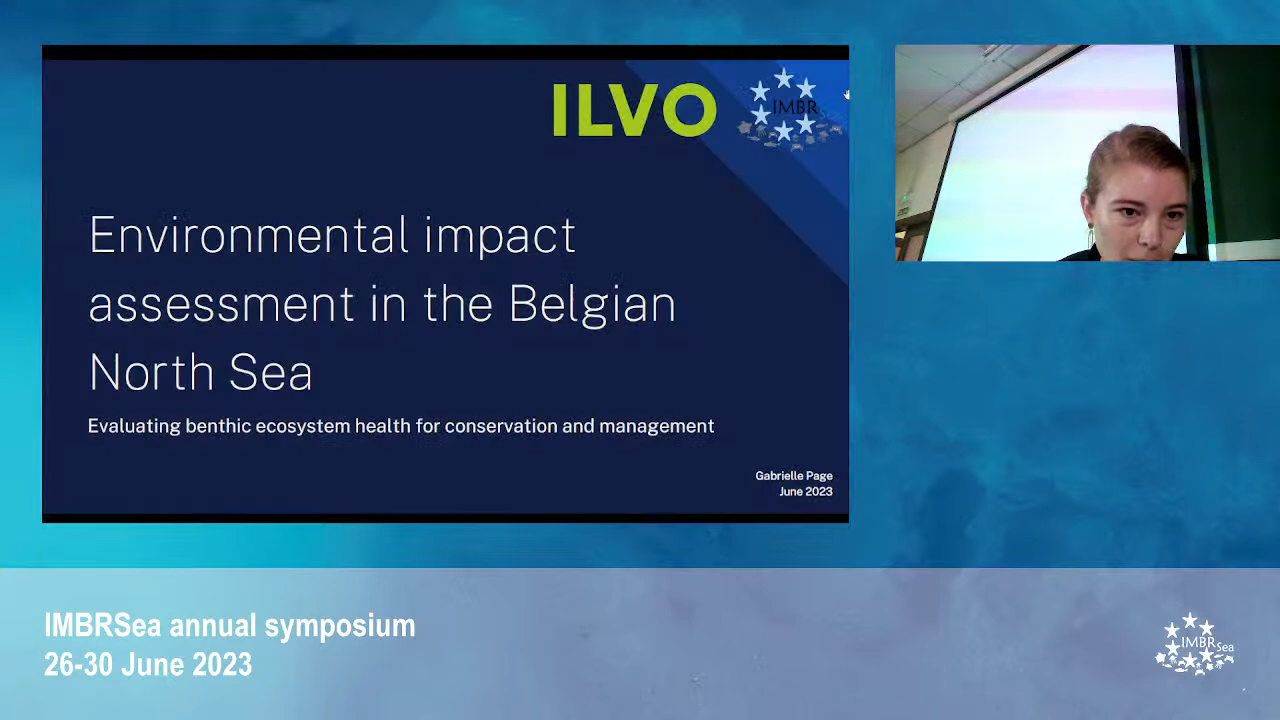 ILVO
IMBR
Environmental impact
assessment in the Belgian
North Sea
Evaluating benthic ecosystem health for conservation and management
Gabrielle Page
June 2023
IMBRSea annual symposium
26-30 June 2023
IMBRSea